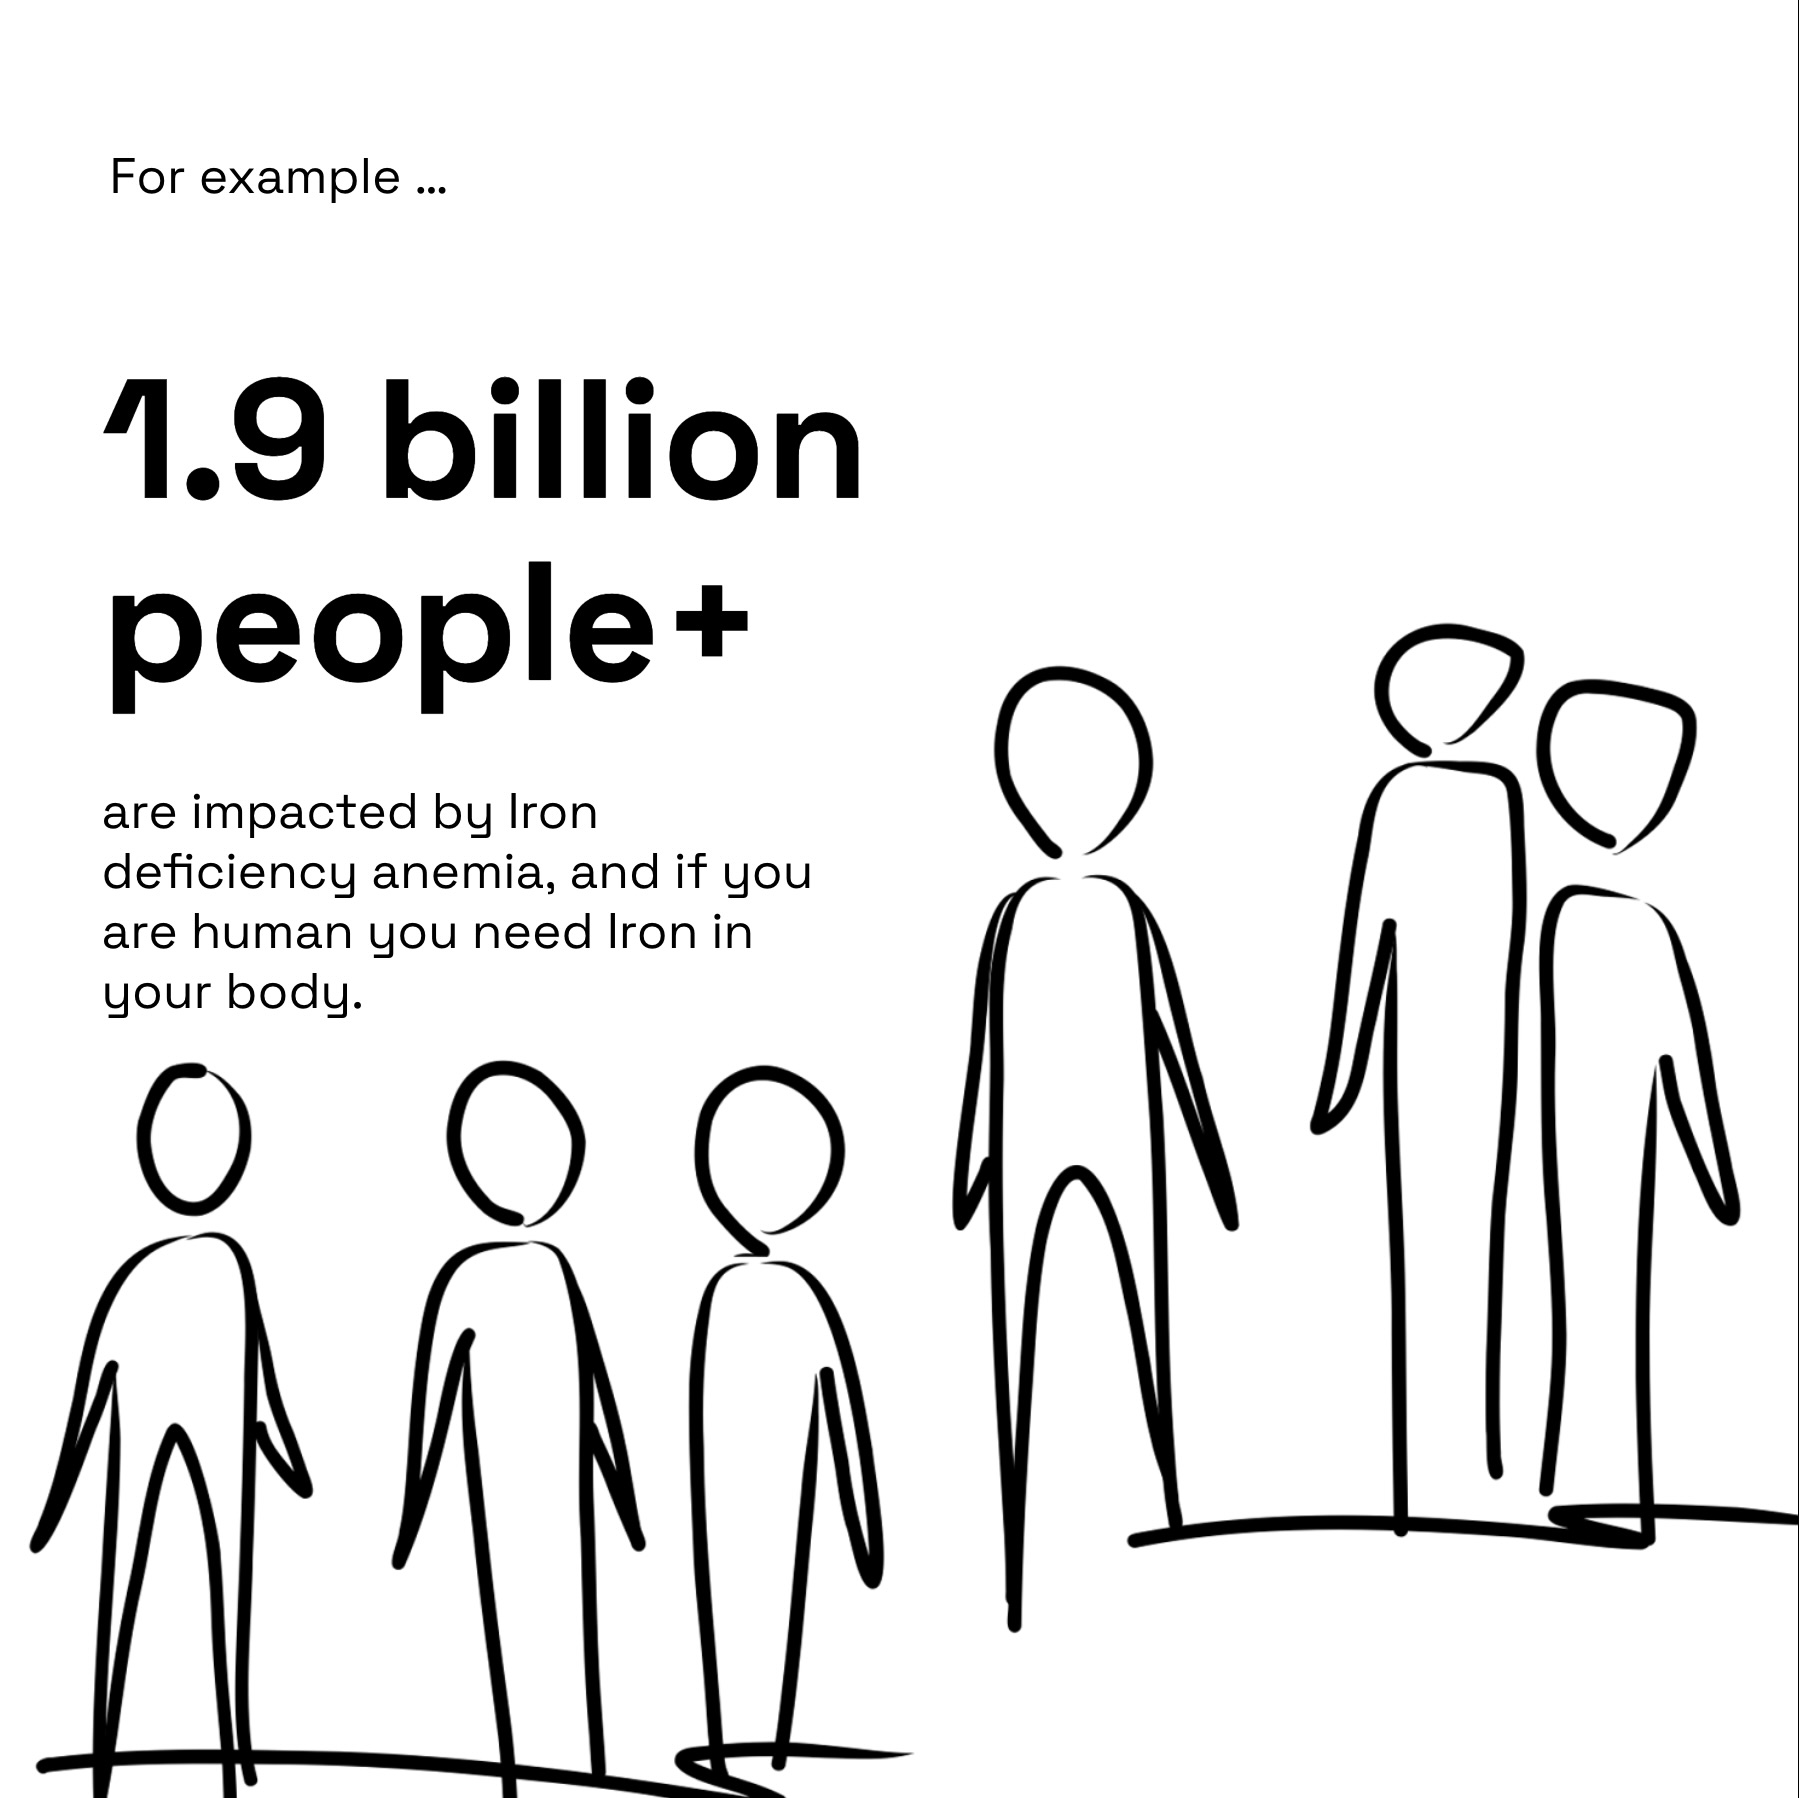 For example ...
1.9 billion
people+
are impacted by Iron
deficiency anemia, and if you
are human you need Iron in
your body.